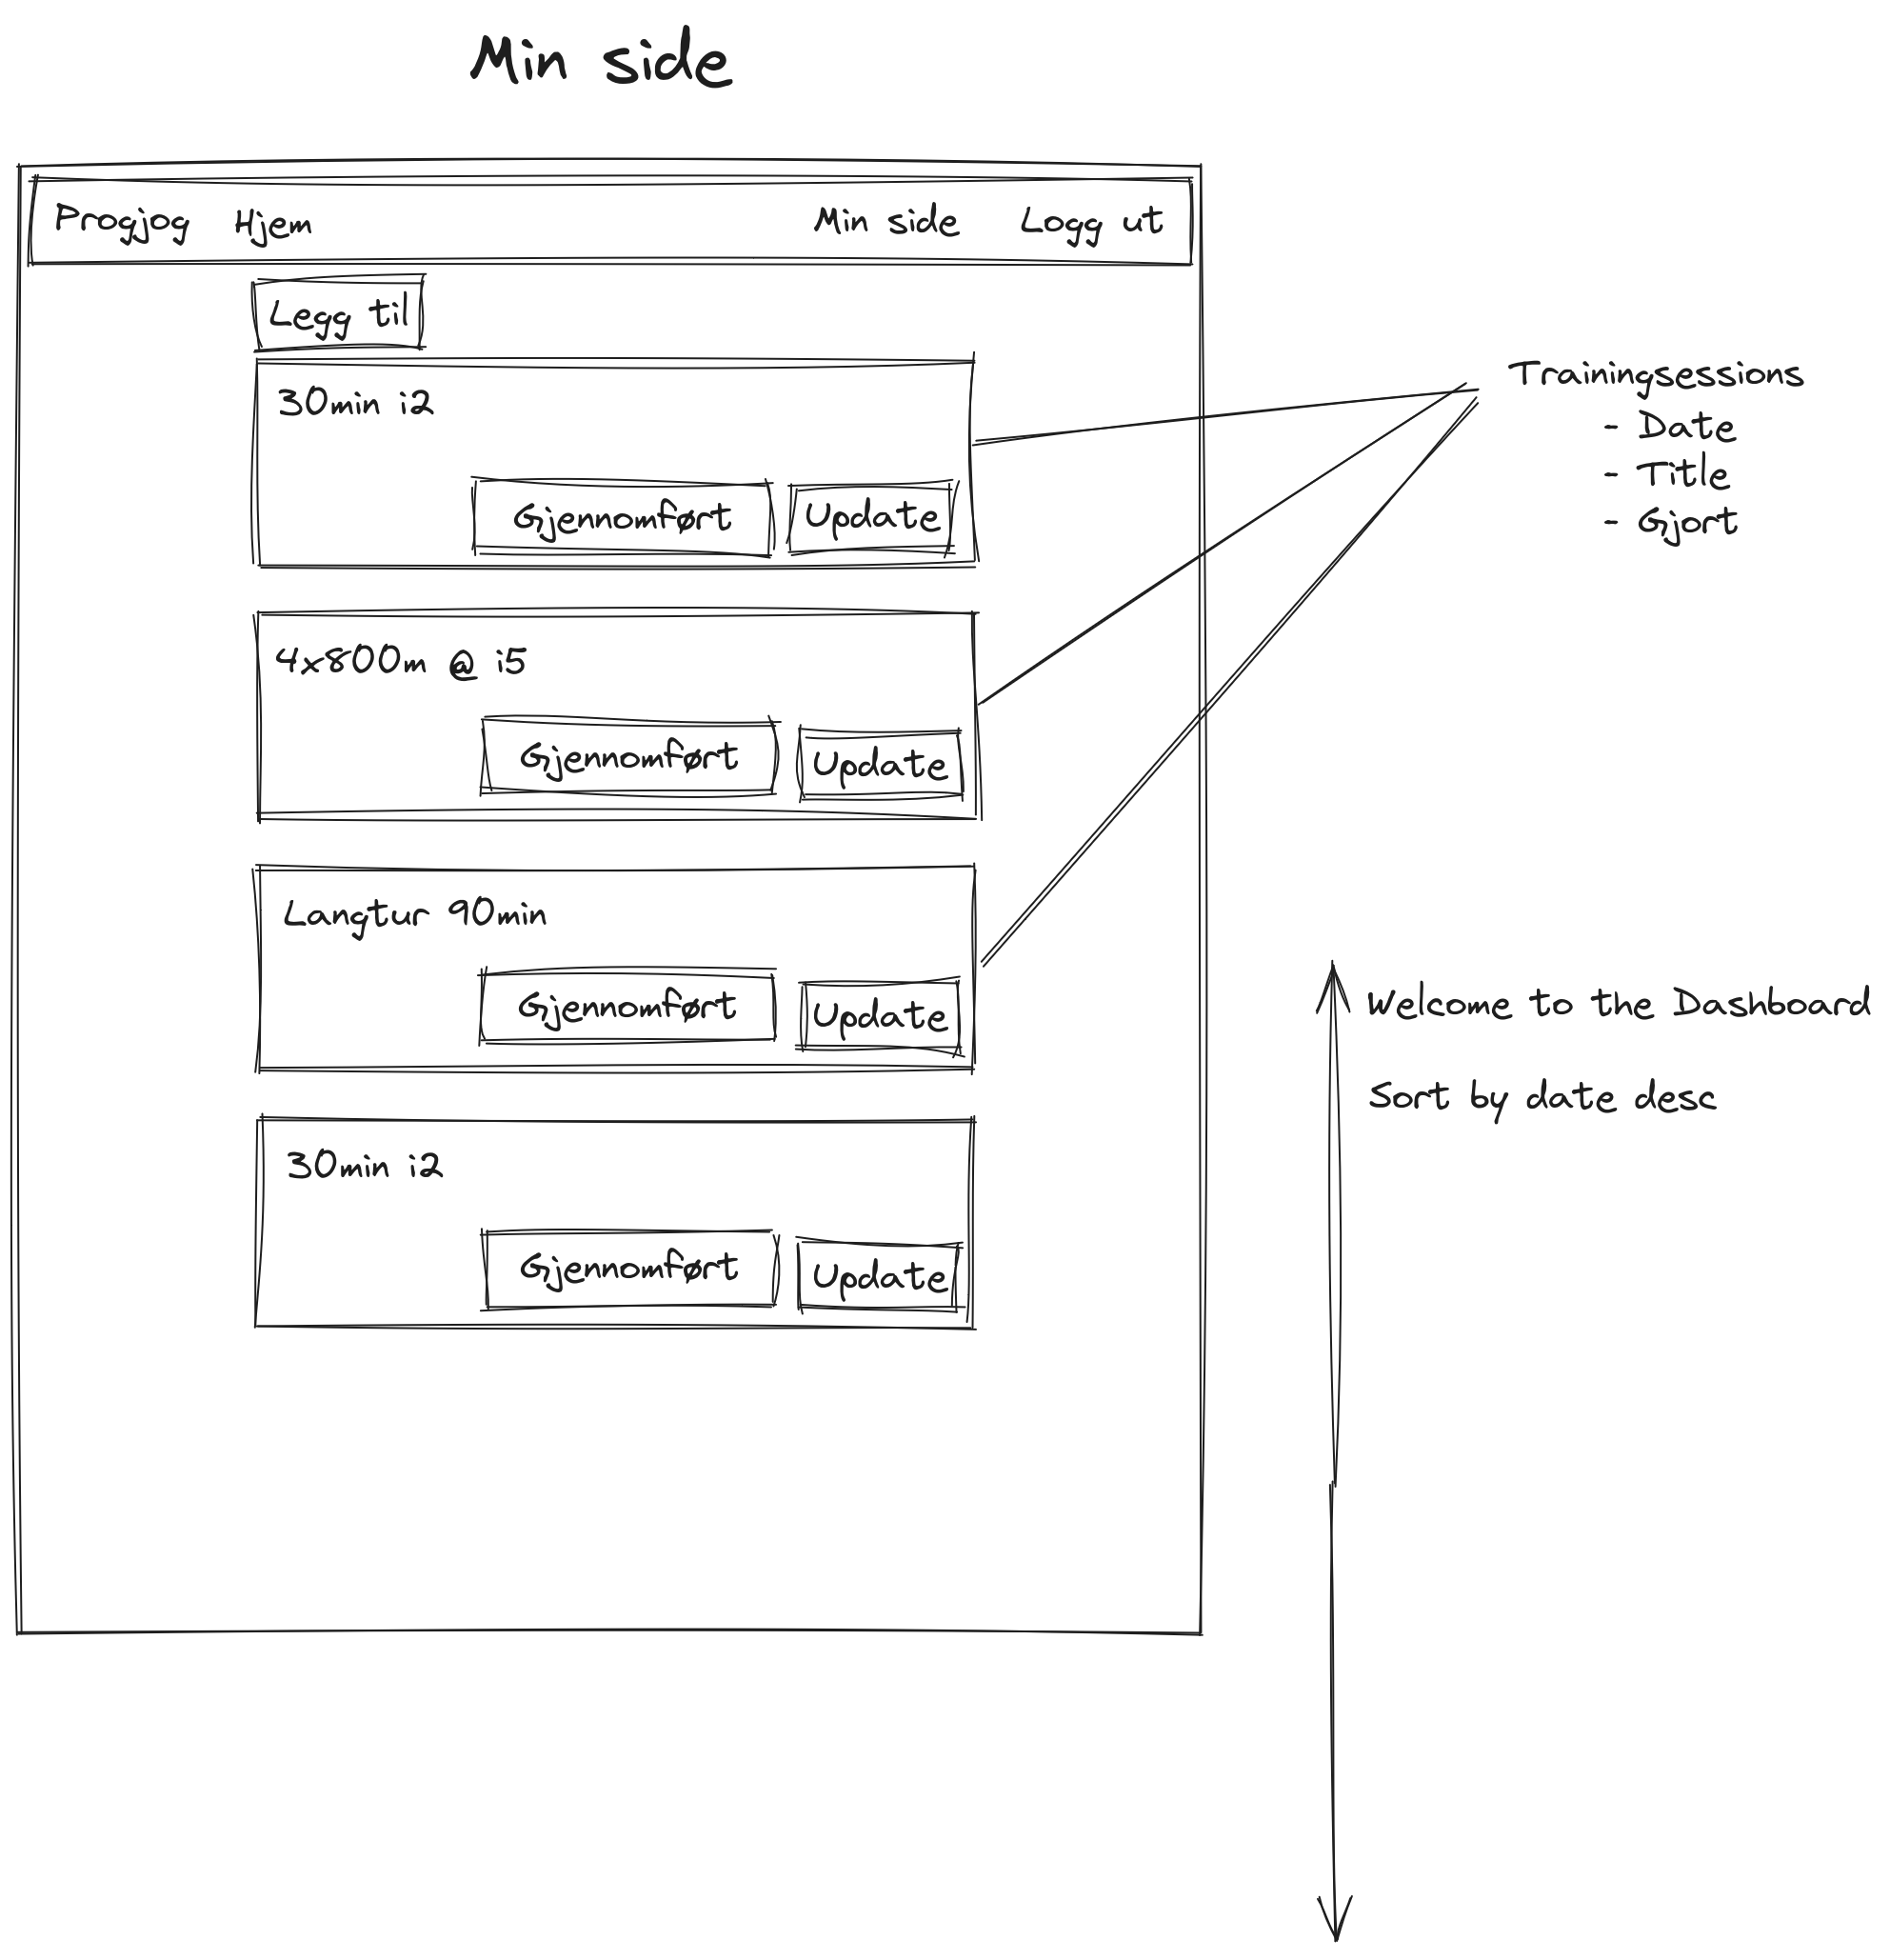 Min side
Progjog Hjem Min side Logg ut
Legg til
30min i2
Gjennomført Update
4x800m @ i5
Gjennomført Update
Langtur 90min
Gjennomført Update
30min i2
Gjennomført Update
Trainingsessions
- Date
- Title
- Gjort
Welcome to the Dashboard
Sort by date desc